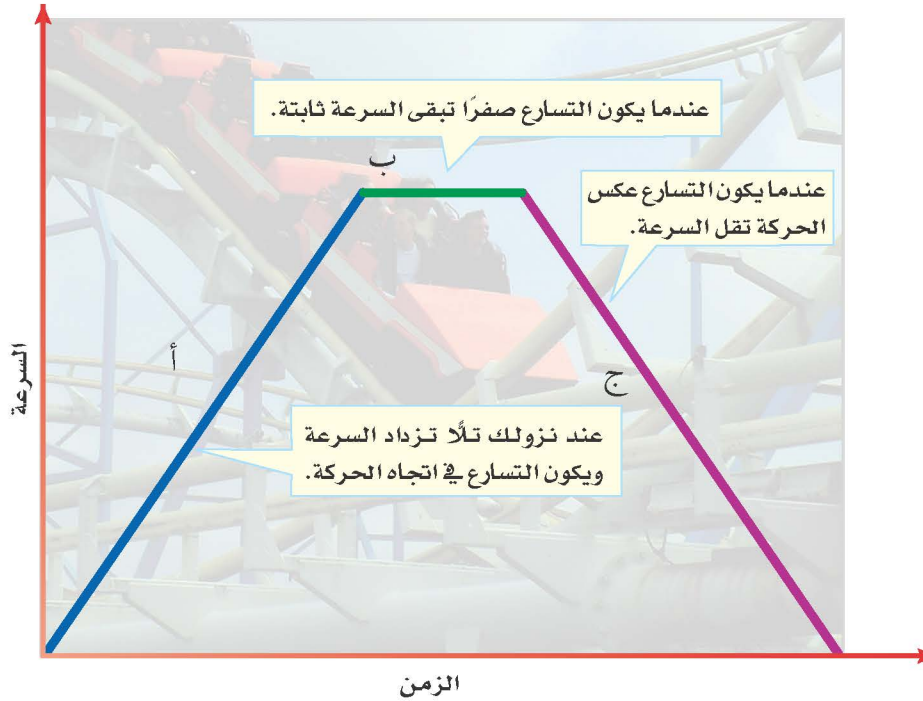 عندما يكون التسارع صفرًا تبقى السرعة ثابتة.
ب
عندما يكون التسارع عكس
الحركة تقل السرعة.
أ
ج
السرعة
عند نزولك تلًّا تزداد السرعة
ويكون التسارع في اتجاه الحركة.
الزمن